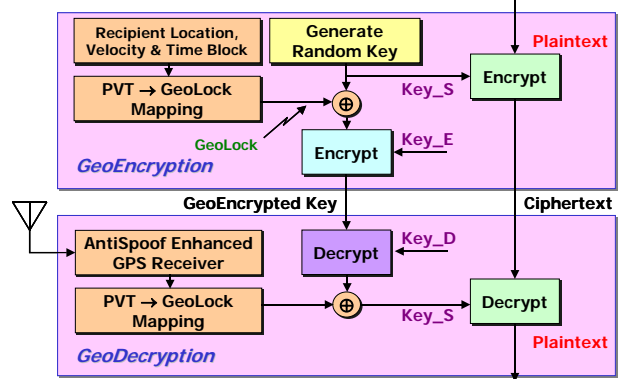 Recipient Location,
Velocity & Time Block
Generate
Random Key
Plaintext
PVT → GeoLock
Mapping
⊕
Key_S
Encrypt
GeoLock
Encrypt
Key_E
GeoEncryption
GeoEncrypted Key
Ciphertext
AntiSpoof Enhanced
GPS Receiver
Decrypt
Key_D
PVT → GeoLock
Mapping
⊕
Key_S
Decrypt
Plaintext
GeoDecryption